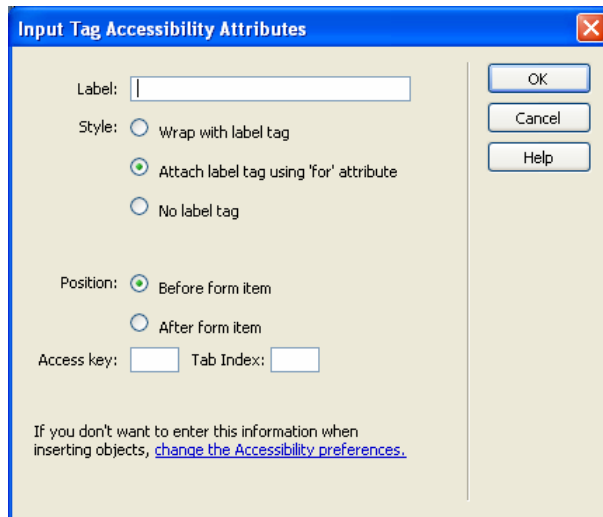 Input Tag Accessibility Attributes
Label:
OK
Style: Wrap with label tag
Cancel
Attach label tag using 'for' attribute
Help
No label tag
Position: Before form item
After form item
Access key: Tab Index:
If you don't want to enter this information when
inserting objects, change the Accessibility preferences.